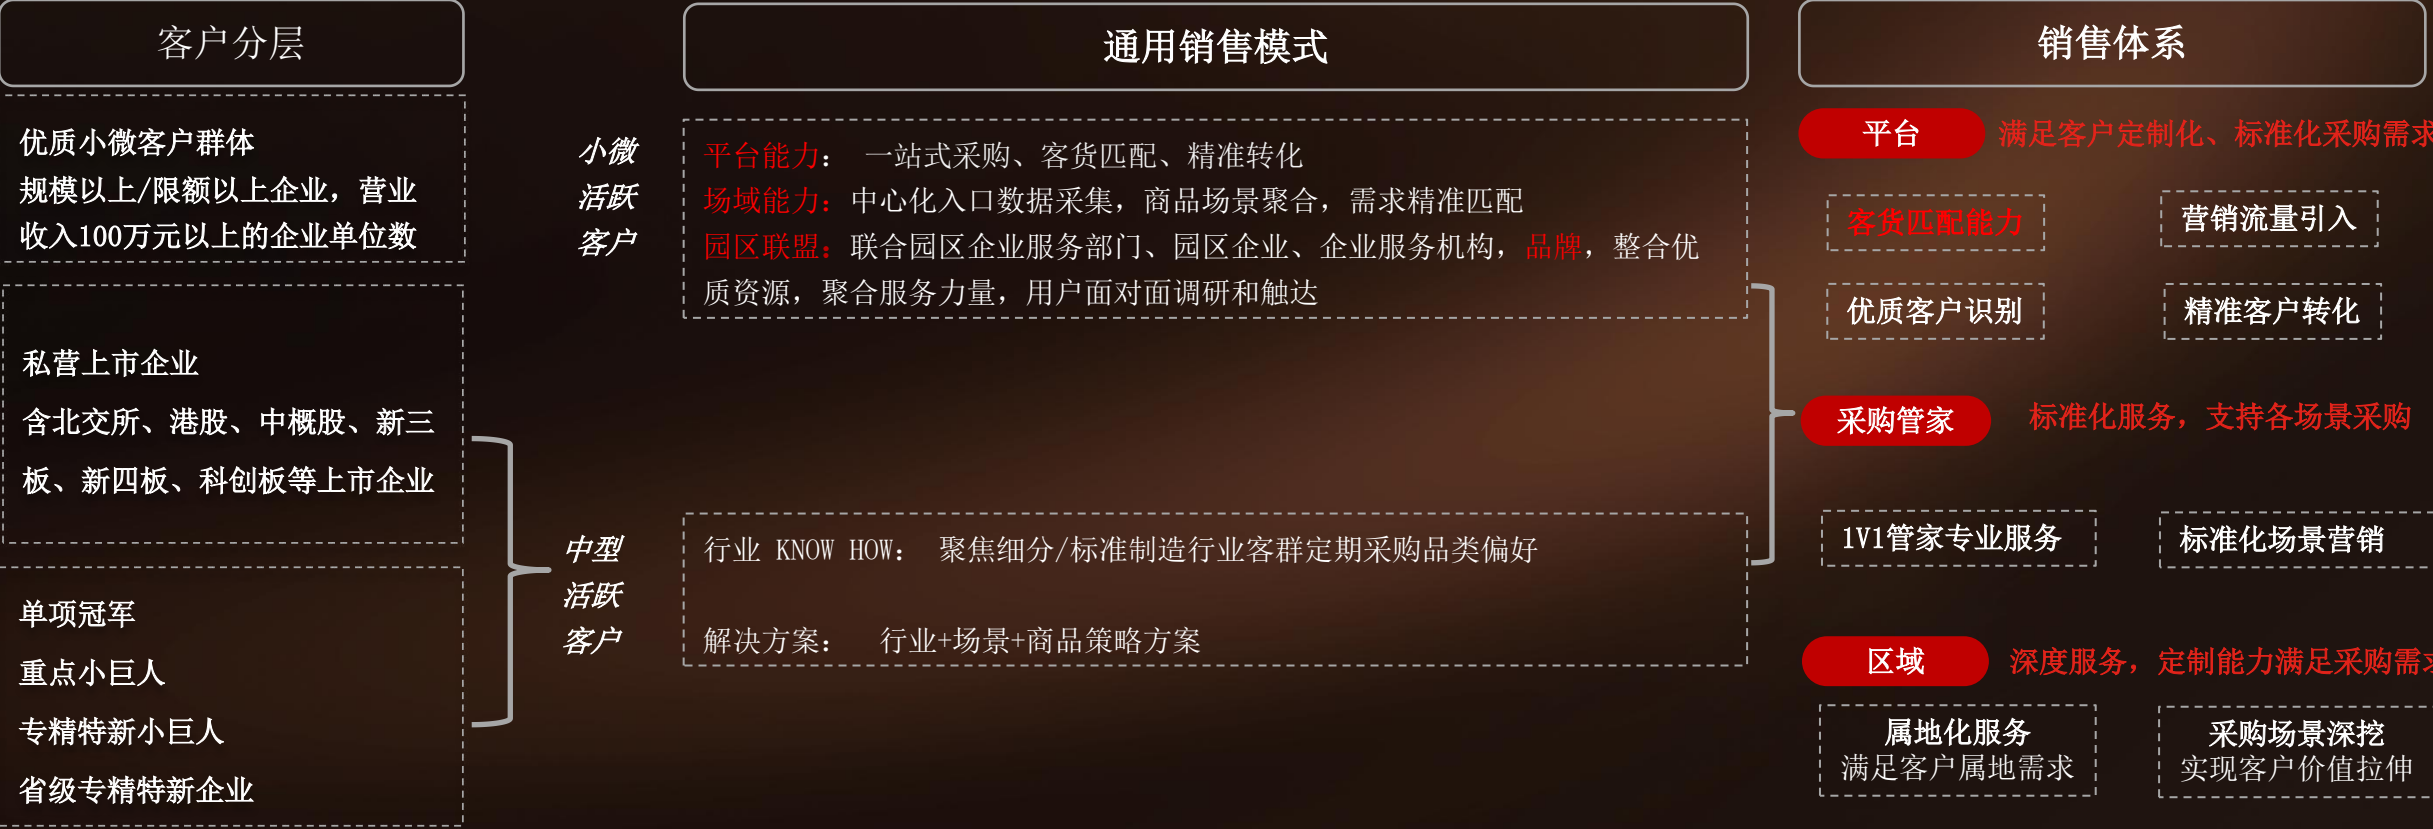 客户分层
优质小微客户群体
规模以上/限额以上企业，营业
收入100万元以上的企业单位数
私营上市企业
含北交所、港股、中概股、新三
板、新四板、科创板等上市企业
单项冠军
重点小巨人
专精特新小巨人
省级专精特新企业
通用销售模式
小微
活跃
客户
平台能力： 一站式采购、客货匹配、精准转化
场域能力：中心化入口数据采集，商品场景聚合，需求精准匹配
园区联盟：联合园区企业服务部门、园区企业、企业服务机构，品牌，整合优
质资源，聚合服务力量，用户面对面调研和触达
中型
活跃
客户
行业 KNOW HOW： 聚焦细分/标准制造行业客群定期采购品类偏好
解决方案： 行业+场景+商品策略方案
销售体系
平台 满足客户定制化、标准化采购需求
客货匹配能力 营销流量引入
优质客户识别 精准客户转化
采购管家 标准化服务，支持各场景采购
1V1管家专业服务 标准化场景营销
区域 深度服务，定制能力满足采购需求
属地化服务
满足客户属地需求
采购场景深挖
实现客户价值拉伸